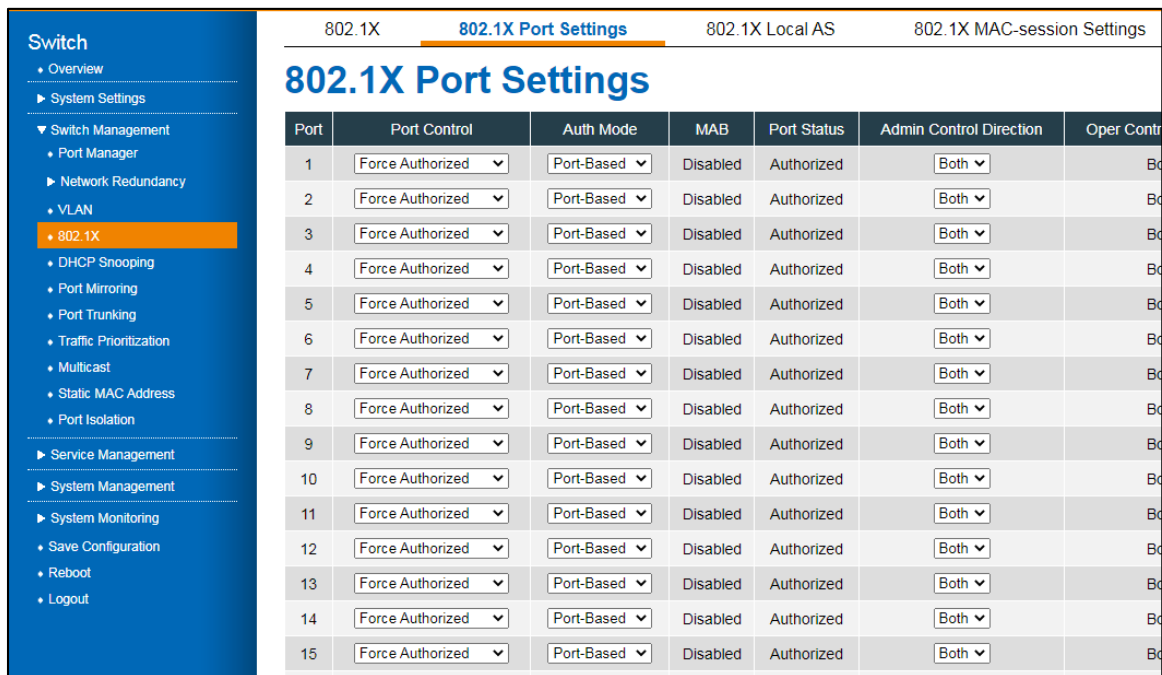 Switch
Overview
System Settings
Switch Management
Port Manager
Network Redundancy
VLAN
802.1X
DHCP Snooping
Port Mirroring
Port Trunking
Traffic Prioritization
Multicast
Static MAC Address
Port Isolation
Service Management
System Management
System Monitoring
Save Configuration
Reboot
Logout
802.1X 802.1X Port Settings 802.1X Local AS 802.1X MAC-session Settings
802.1X Port Settings
Port Port Control Auth Mode MAB Port Status Admin Control Direction Oper
1 Force Authorized Port-Based Disabled Authorized Both
2 Force Authorized Port-Based Disabled Authorized Both
3 Force Authorized Port-Based Disabled Authorized Both
4 Force Authorized Port-Based Disabled Authorized Both
5 Force Authorized Port-Based Disabled Authorized Both
6 Force Authorized Port-Based Disabled Authorized Both
7 Force Authorized Port-Based Disabled Authorized Both
8 Force Authorized Port-Based Disabled Authorized Both
9 Force Authorized Port-Based Disabled Authorized Both
10 Force Authorized Port-Based Disabled Authorized Both
11 Force Authorized Port-Based Disabled Authorized Both
12 Force Authorized Port-Based Disabled Authorized Both
13 Force Authorized Port-Based Disabled Authorized Both
14 Force Authorized Port-Based Disabled Authorized Both
15 Force Authorized Port-Based Disabled Authorized Both